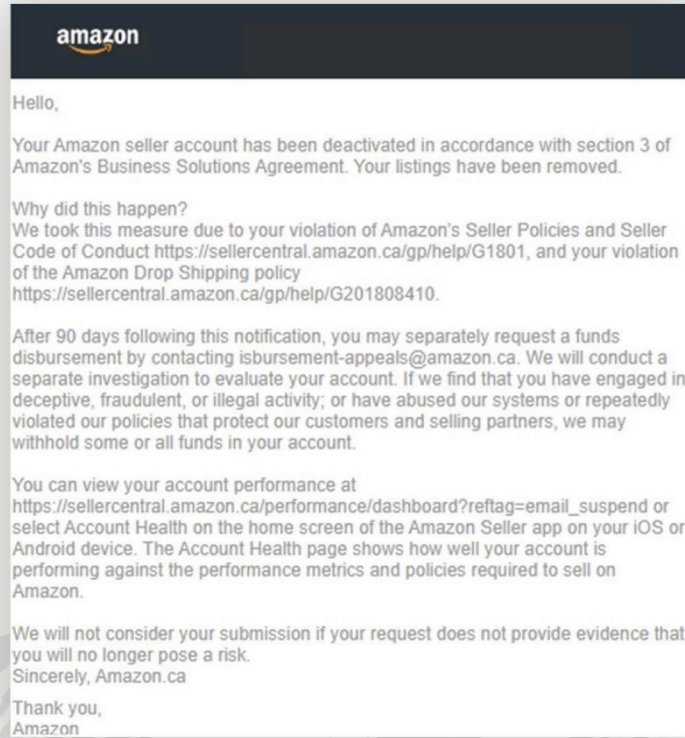 amazon
Hello,
Your Amazon seller account has been deactivated in accordance with section 3 of
Amazon's Business Solutions Agreement. Your listings have been removed.
Why did this happen?
We took this measure due to your violation of Amazon's Seller Policies and Seller
Code of Conduct https://sellercentral.amazon.ca/gp/help/G1801, and your violation
of the Amazon Drop Shipping policy
https://sellercentral.amazon.ca/gp/help/G201808410.
After 90 days following this notification, you may separately request a funds
disbursement by contacting isbursement-appeals@amazon.ca. We will conduct a
separate investigation to evaluate your account. If we find that you have engaged in
deceptive, fraudulent, or illegal activity; or have abused our systems or repeatedly
violated our policies that protect our customers and selling partners, we may
withhold some or all funds in your account.
You can view your account performance at
https://sellercentral.amazon.ca/performance/dashboard?reftag=email_suspend or
select Account Health on the home screen of the Amazon Seller app on your iOS or
Android device. The Account Health page shows how well your account is
performing against the performance metrics and policies required to sell on
Amazon.
We will not consider your submission if your request does not provide evidence that
you will no longer pose a risk.
Sincerely, Amazon.ca
Thank you,
Amazon